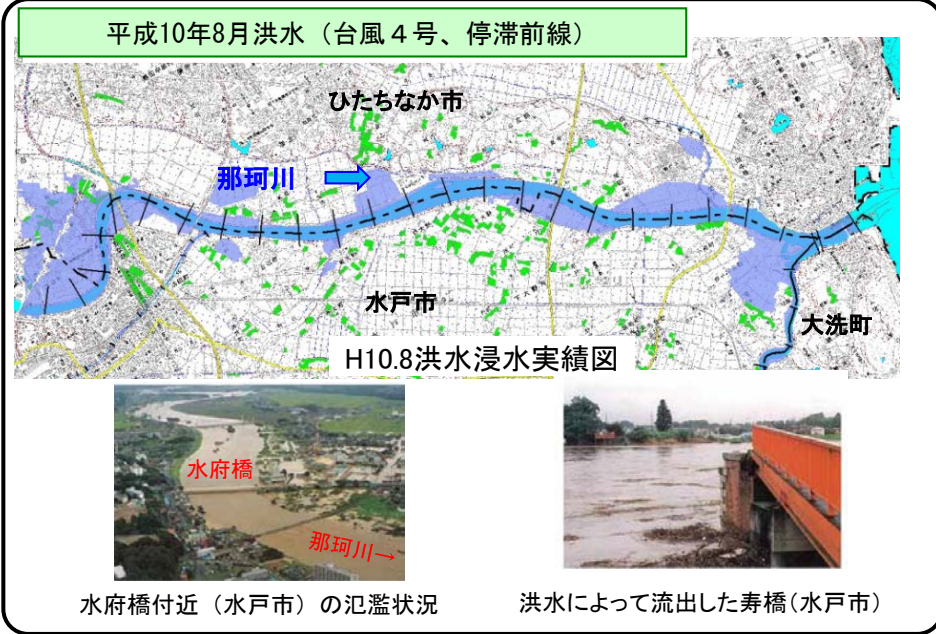 平成10年8月洪水（台風４号、停滞前線）
ひたちなか市
那珂川
水戸市
大洗町
H10.8洪水浸水実績図
水府橋
那珂川→
水府橋付近（水戸市）の氾濫状況
洪水によって流出した寿橋(水戸市)